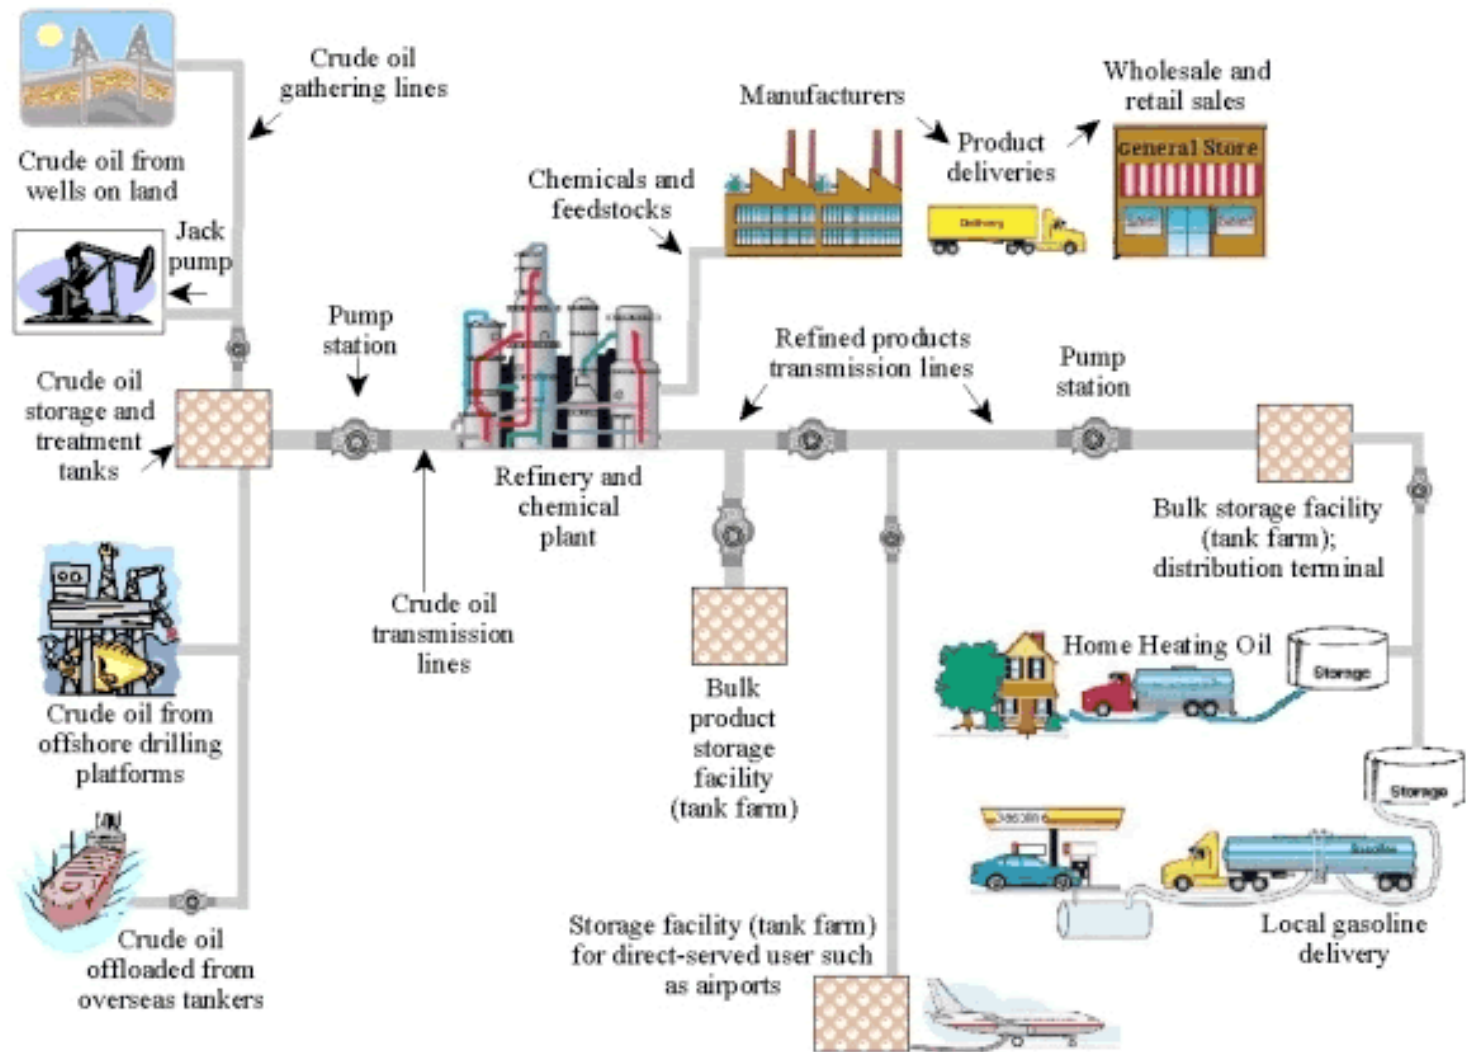 Crude oil
gathering lines
Crude oil from
wells on land
Jack
pump
Crude oil
storage and
treatment
tanks
Pump
station
Crude oil
transmission
lines
Crude oil from
offshore drilling
platforms
Crude oil
offloaded from
overseas tankers
Refinery and
chemical
plant
Chemicals and
feedstocks
Manufacturers
Product
deliveries
Delivery
Wholesale and
retail sales
General Store
Refined products
transmission lines
Pump
station
Bulk
product
storage
facility
(tank farm)
Storage facility (tank farm)
for direct-served user such
as airports
Bulk storage facility
(tank farm);
distribution terminal
Home Heating Oil
Storage
Storage
Gasoline
Gasoline
Local gasoline
delivery